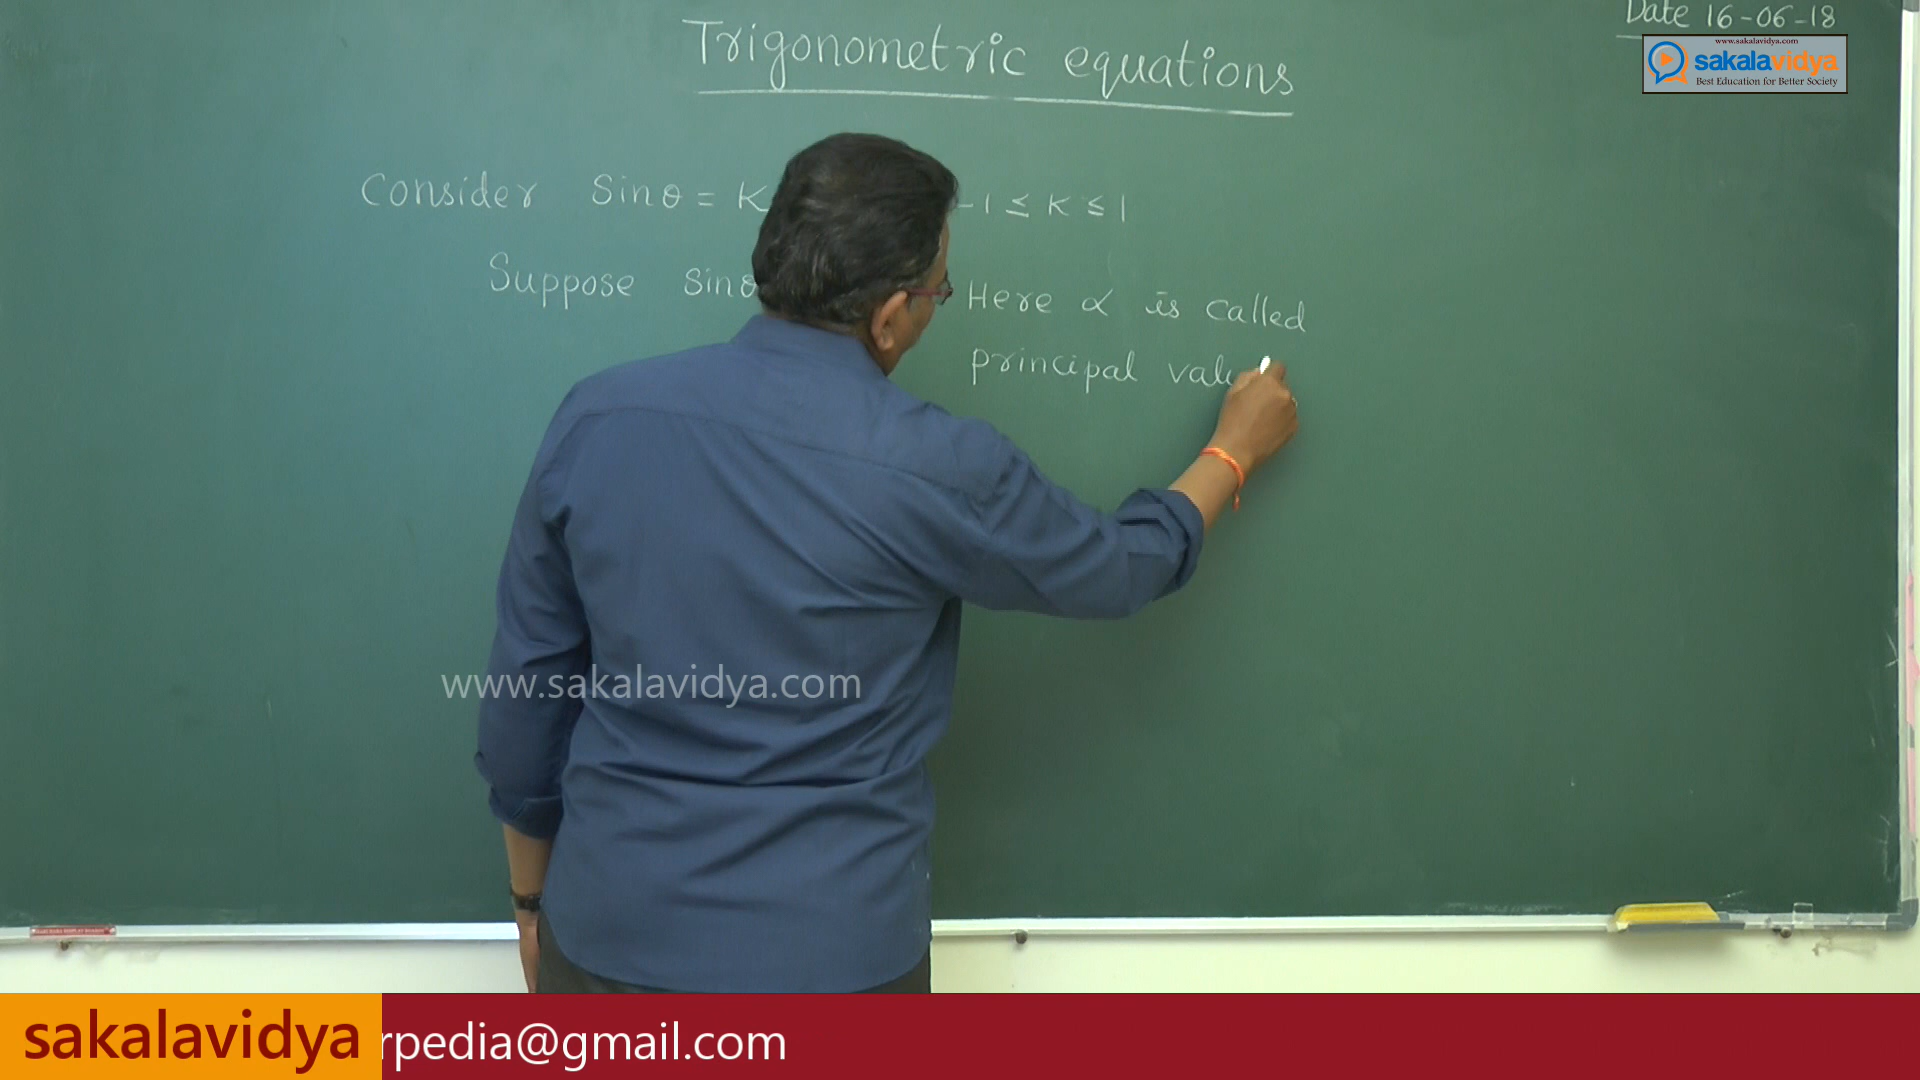 Date 16-06-18
www.sakalavidya.com
sakalavidya
Best Education for Better Society
Trigonometric equations
Consider Sinθ = K -1 ≤ K ≤ 1
Suppose Sinθ Here α is called
principal valu
www.sakalavidya.com
sakalavidya rpedia@gmail.com